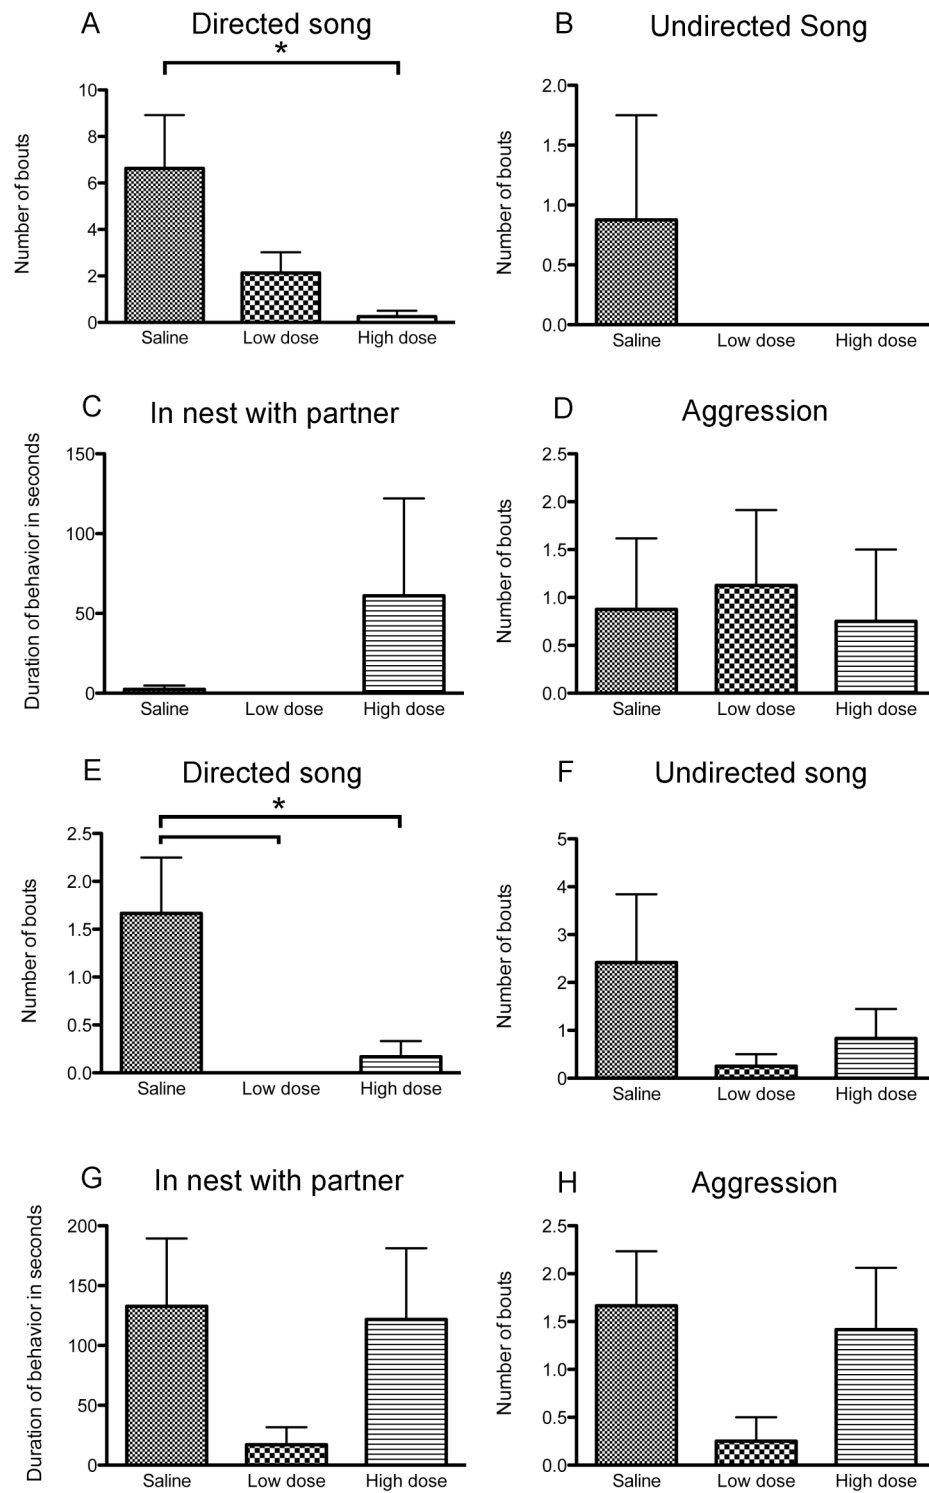 A Directed song
*
Number of bouts
10
8
6
4
2
0
Saline Low dose High dose
B Undirected Song
Number of bouts
2.0
1.5
1.0
0.5
0.0
Saline Low dose High dose
C In nest with partner
Duration of behavior in seconds
150
100
50
0
Saline Low dose High dose
D Aggression
Number of bouts
2.5
2.0
1.5
1.0
0.5
0.0
Saline Low dose High dose
E Directed song
*
Number of bouts
2.5
2.0
1.5
1.0
0.5
0.0
Saline Low dose High dose
F Undirected song
Number of bouts
5
4
3
2
1
0
Saline Low dose High dose
G In nest with partner
Duration of behavior in seconds
200
150
100
50
0
Saline Low dose High dose
H Aggression
Number of bouts
2.5
2.0
1.5
1.0
0.5
0.0
Saline Low dose High dose